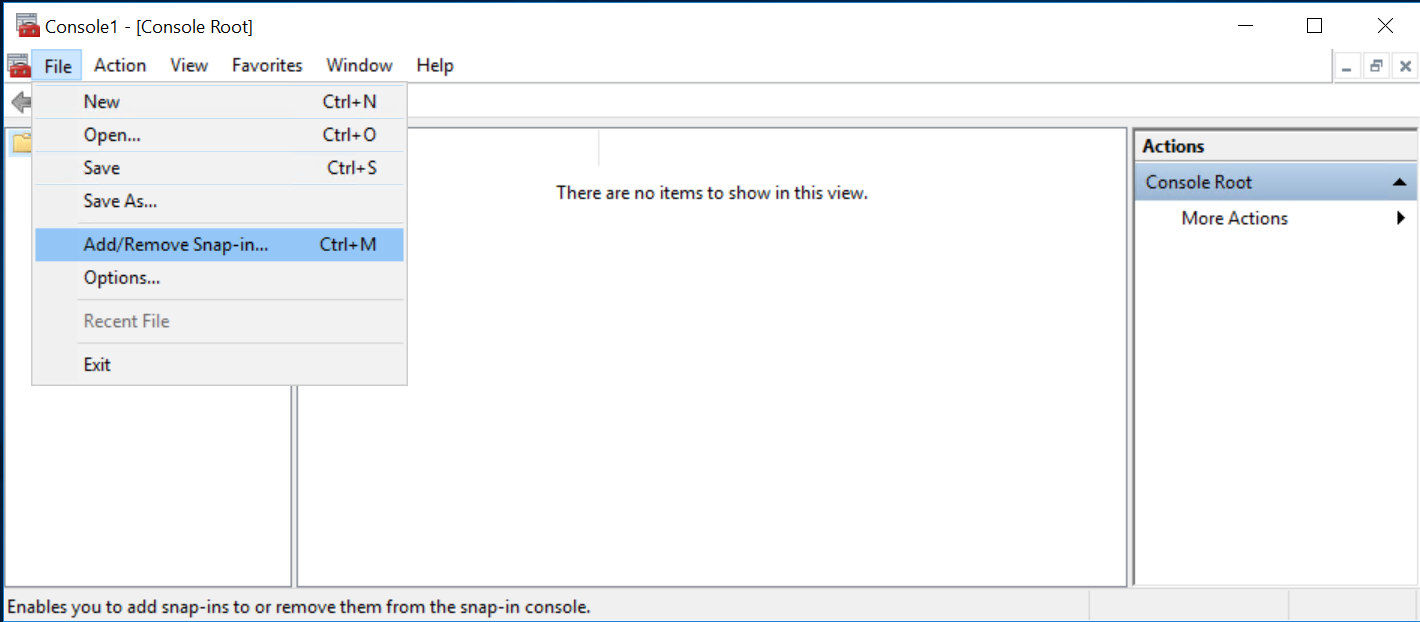 Console1 - [Console Root]
File Action View Favorites Window Help
New Ctrl+N
Open... Ctrl+O
Save Ctrl+S
Save As...
Add/Remove Snap-in... Ctrl+M
Options...
Recent File
Exit
There are no items to show in this view.
Actions
Console Root
More Actions
Enables you to add snap-ins to or remove them from the snap-in console.